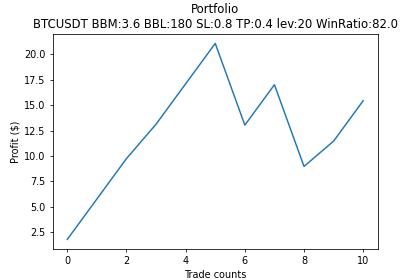 Portfolio
BTCUSDT BBM:3.6 BBL:180 SL:0.8 TP:0.4 lev:20 WinRatio:82.0
20.0
17.5
15.0
12.5
10.0
7.5
5.0
2.5
Profit ($)
0 2 4 6 8 10
Trade counts